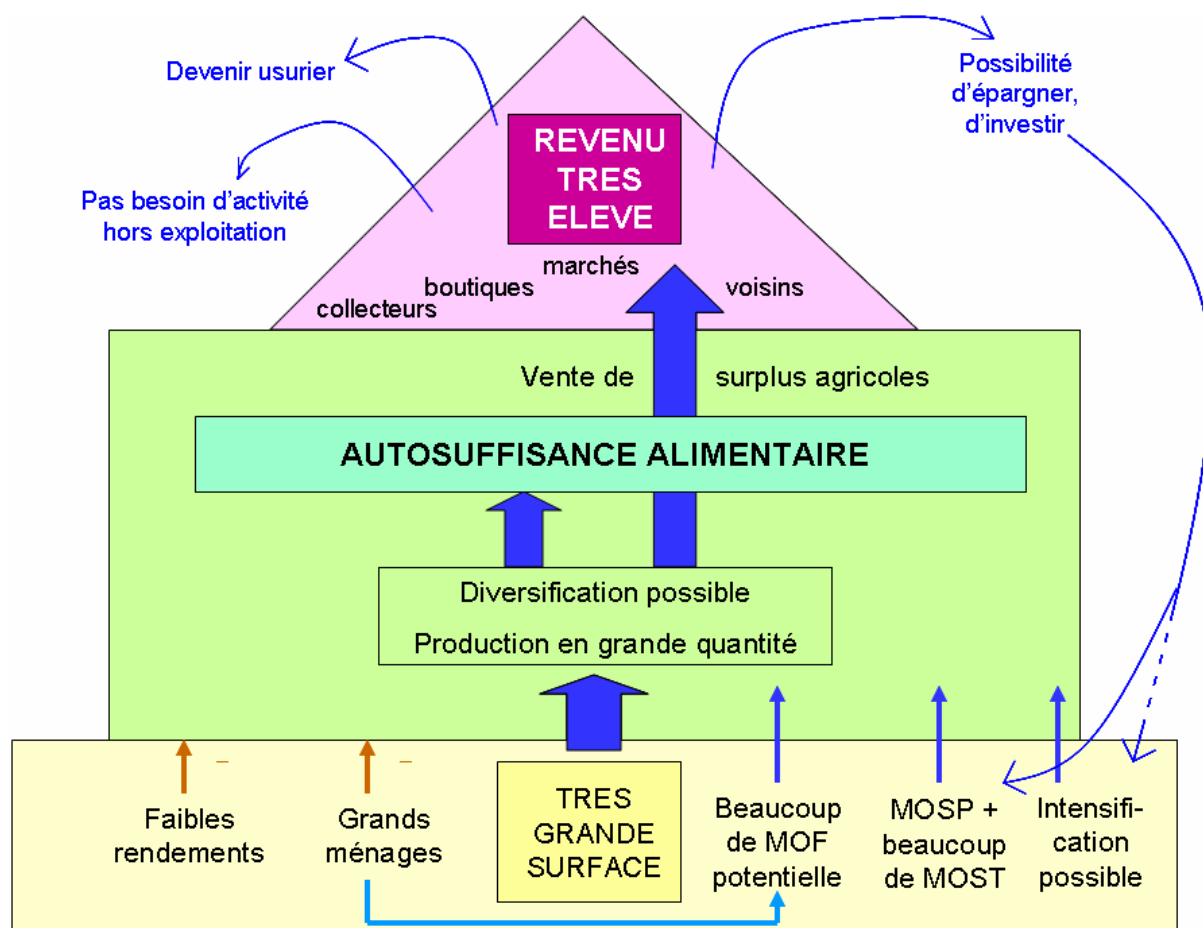 Devenir usurier
Possibilité
d'épargner,
d'investir
REVENU
TRES
ELEVE
Pas besoin d'activité
hors exploitation
marchés
boutiques
voisins
collecteurs
Vente de surplus agricoles
AUTOSUFFISANCE ALIMENTAIRE
Diversification possible
Production en grande quantité
–
–
Faibles
rendements
Grands
ménages
TRES
GRANDE
SURFACE
Beaucoup
de MOF
potentielle
MOSP +
beaucoup
de MOST
Intensifi-
cation
possible